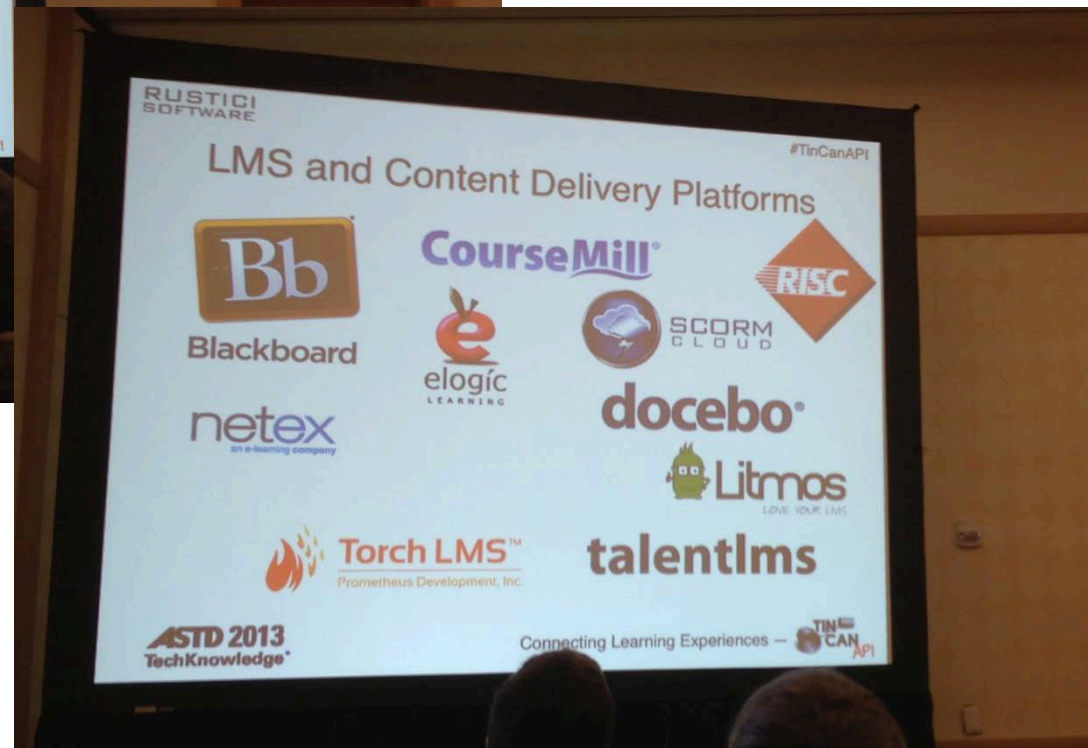 RUSTICI
SOFTWARE
#TinCanAPI
LMS and Content Delivery Platforms
Bb
Blackboard
CourseMill®
RISC
e
elogic
LEARNING
SCORM
CLOUD
netex
an e-learning company
docebo®
Litmos
LOVE YOUR LMS
Torch LMS™
Prometheus Development, Inc.
talentlms
ASTD 2013
TechKnowledge®
Connecting Learning Experiences —
TIN
CAN
API